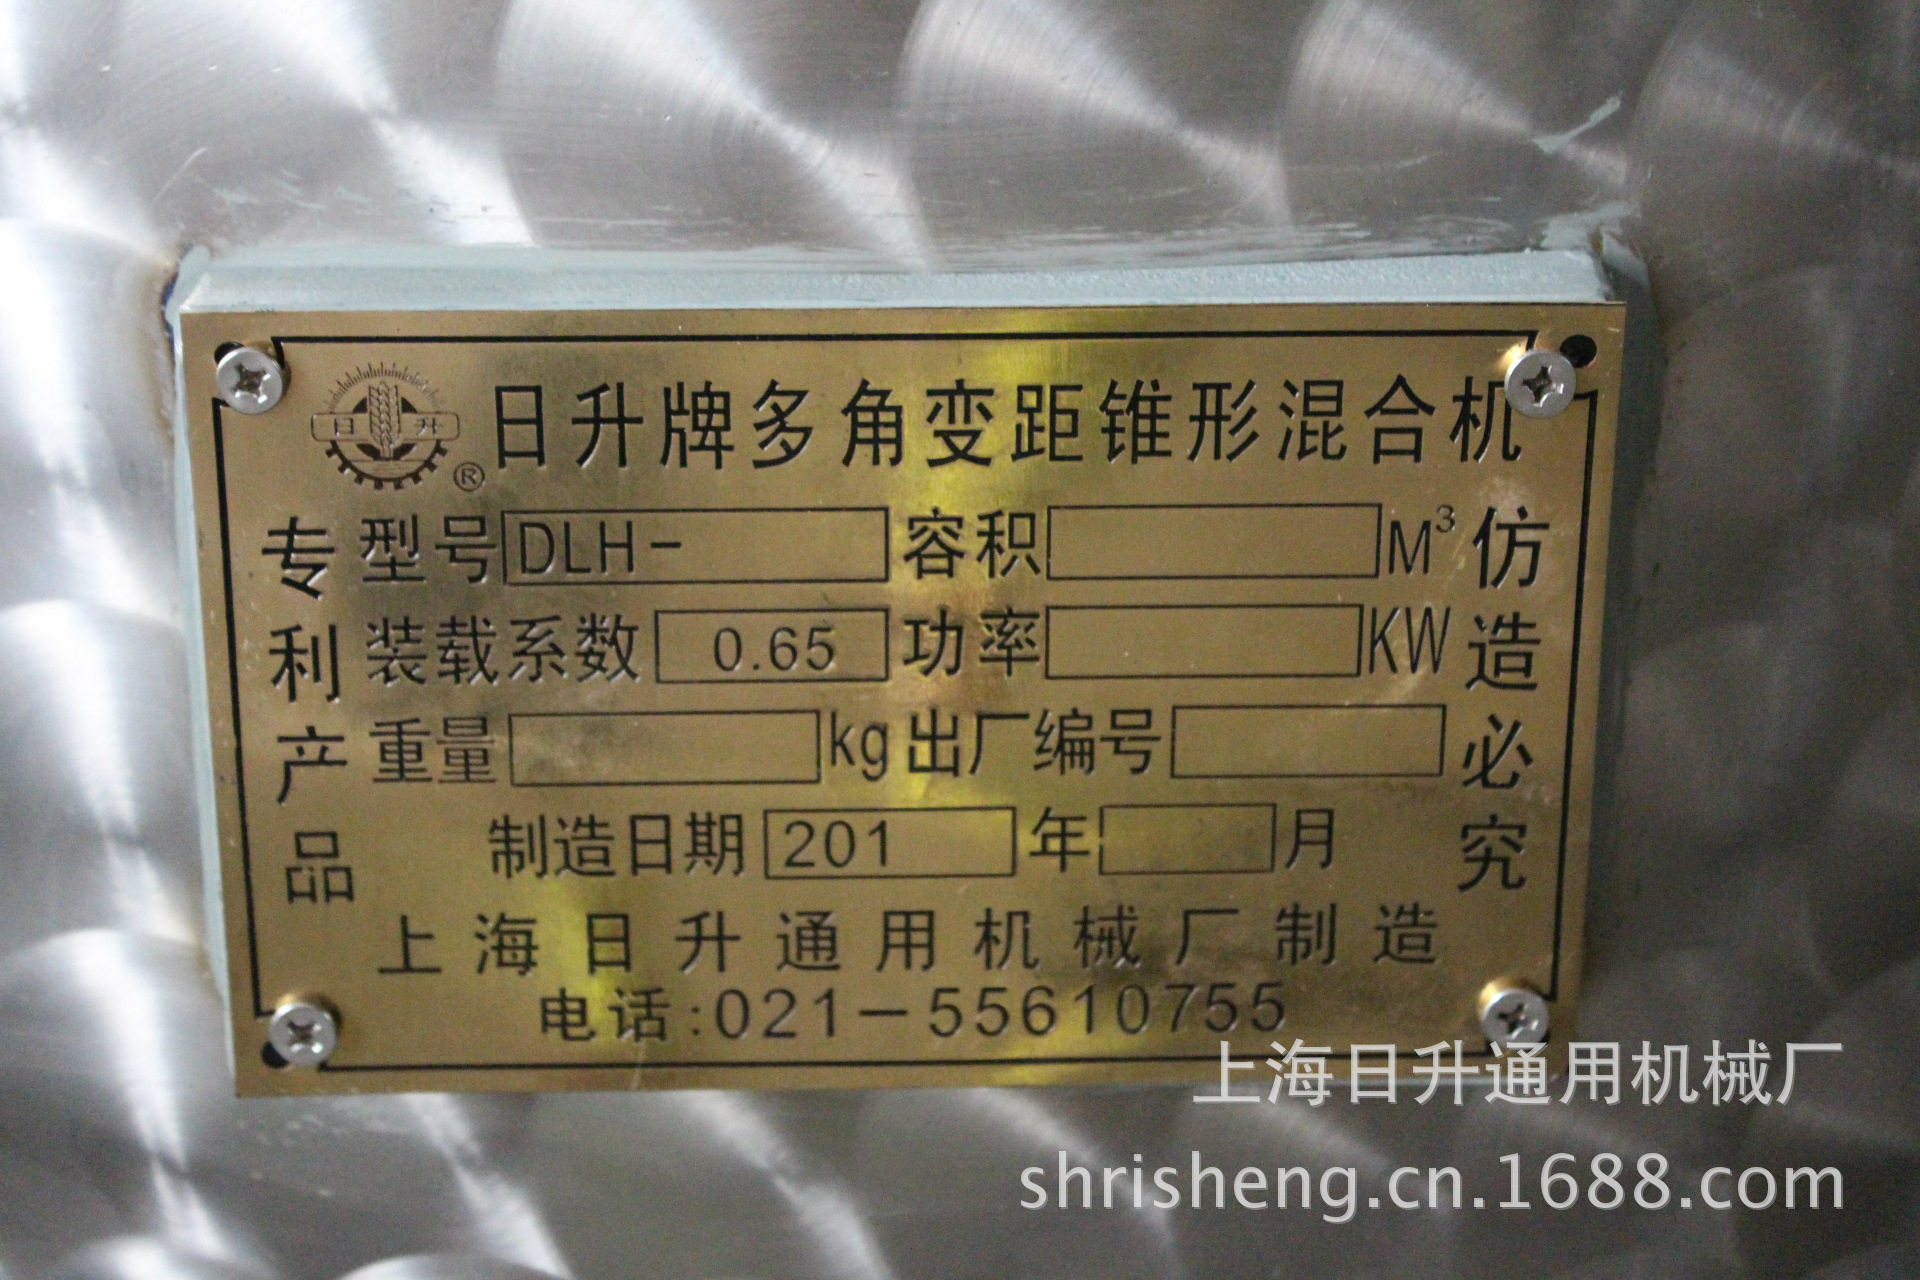 日升
®
日升牌多角变距锥形混合机
专利产品
型号 DLH- 容积 M³
装载系数 0.65 功率 KW
重量 kg 出厂编号
制造日期 201 年 月
仿造必究
上海日升通用机械厂制造
电话:021-55610755
上海日升通用机械厂
shrisheng.cn.1688.com